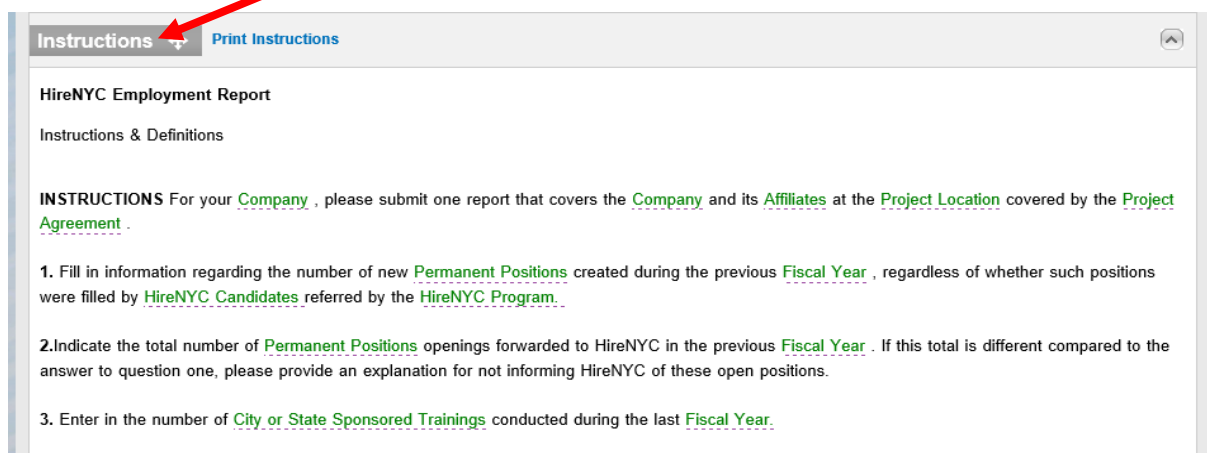 Instructions Print Instructions
HireNYC Employment Report
Instructions & Definitions
INSTRUCTIONS For your Company , please submit one report that covers the Company and its Affiliates at the Project Location covered by the Project
Agreement .
1. Fill in information regarding the number of new Permanent Positions created during the previous Fiscal Year , regardless of whether such positions
were filled by HireNYC Candidates referred by the HireNYC Program.
2.Indicate the total number of Permanent Positions openings forwarded to HireNYC in the previous Fiscal Year . If this total is different compared to the
answer to question one, please provide an explanation for not informing HireNYC of these open positions.
3. Enter in the number of City or State Sponsored Trainings conducted during the last Fiscal Year.